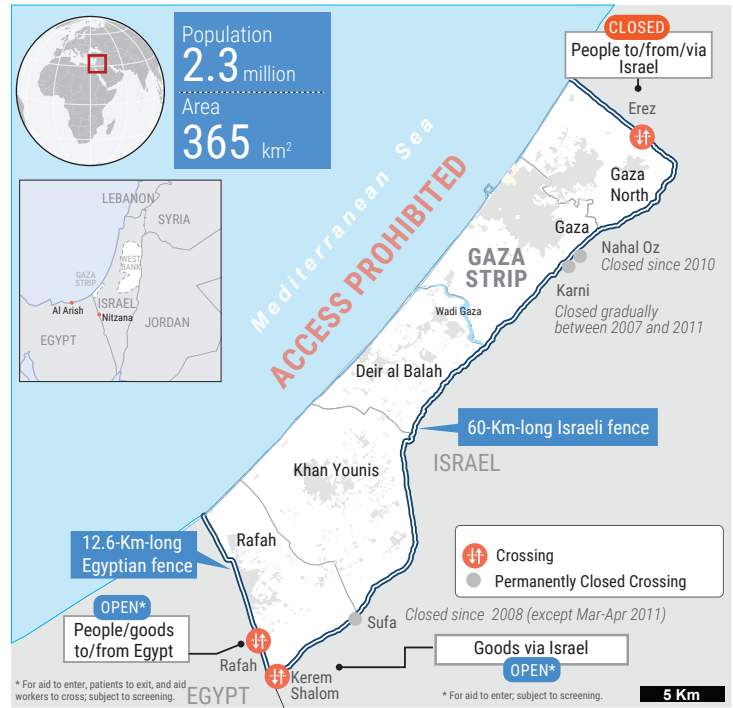 Population
2.3 million
Area
365 km²
CLOSED
People to/from/via
Israel
Erez
Gaza
North
Gaza
Nahal Oz
Closed since 2010
Karni
Closed gradually
between 2007 and 2011
GAZA
STRIP
Mediterranean Sea
ACCESS PROHIBITED
Wadi Gaza
LEBANON
SYRIA
WEST
BANK
GAZA
STRIP
ISRAEL
Al Arish
Nitzana
JORDAN
EGYPT
Deir al Balah
60-Km-long Israeli fence
ISRAEL
Khan Younis
12.6-Km-long
Egyptian fence
Rafah
Crossing
Permanently Closed Crossing
OPEN*
People/goods
to/from Egypt
Sufa
Closed since 2008 (except Mar-Apr 2011)
Goods via Israel
OPEN*
Rafah
Kerem
Shalom
* For aid to enter, patients to exit, and aid
workers to cross; subject to screening.
EGYPT
* For aid to enter; subject to screening.
5 Km